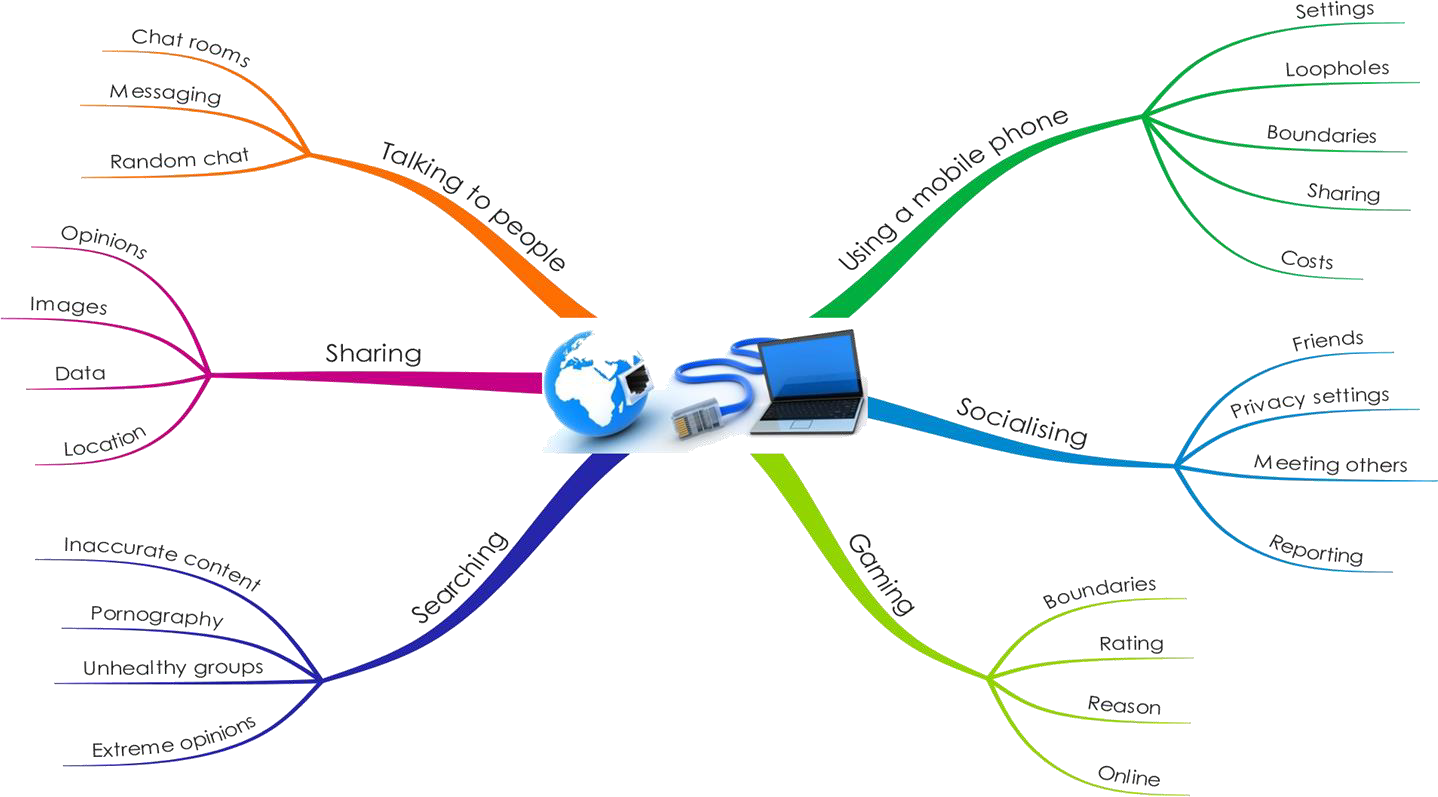 Talking to people
Chat rooms
Messaging
Random chat
Sharing
Opinions
Images
Data
Location
Searching
Inaccurate content
Pornography
Unhealthy groups
Extreme opinions
Using a mobile phone
Settings
Loopholes
Boundaries
Sharing
Costs
Socialising
Friends
Privacy settings
Meeting others
Reporting
Gaming
Boundaries
Rating
Reason
Online